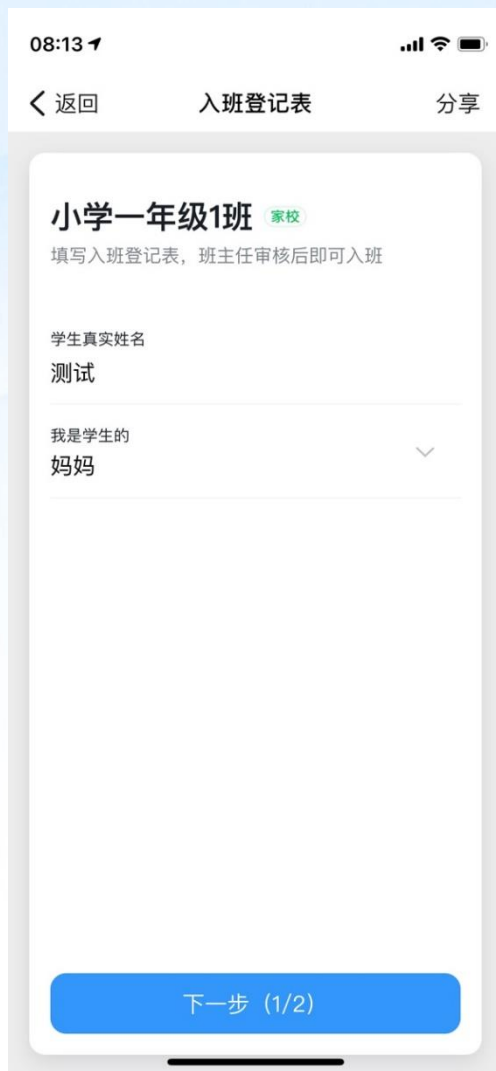 08:13
返回
入班登记表
分享
小学一年级1班 家校
填写入班登记表，班主任审核后即可入班
学生真实姓名
测试
我是学生的
妈妈
下一步（1/2）